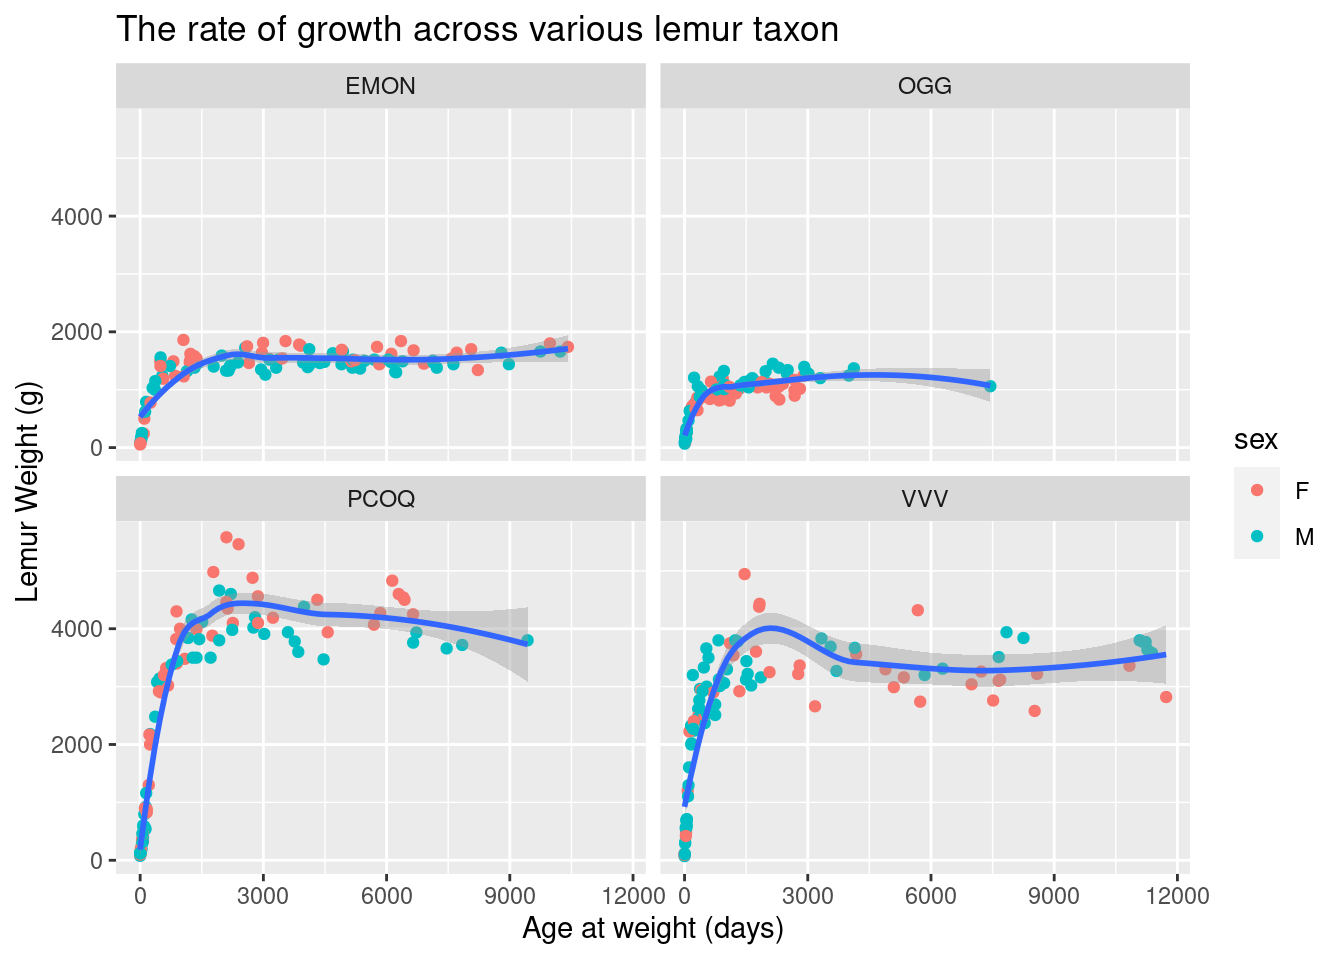 The rate of growth across various lemur taxon
EMON
OGG
4000
2000
0
PCOQ
VVV
4000
2000
0
0 3000 6000 9000 12000 0 3000 6000 9000 12000
Age at weight (days)
Lemur Weight (g)
sex
F
M